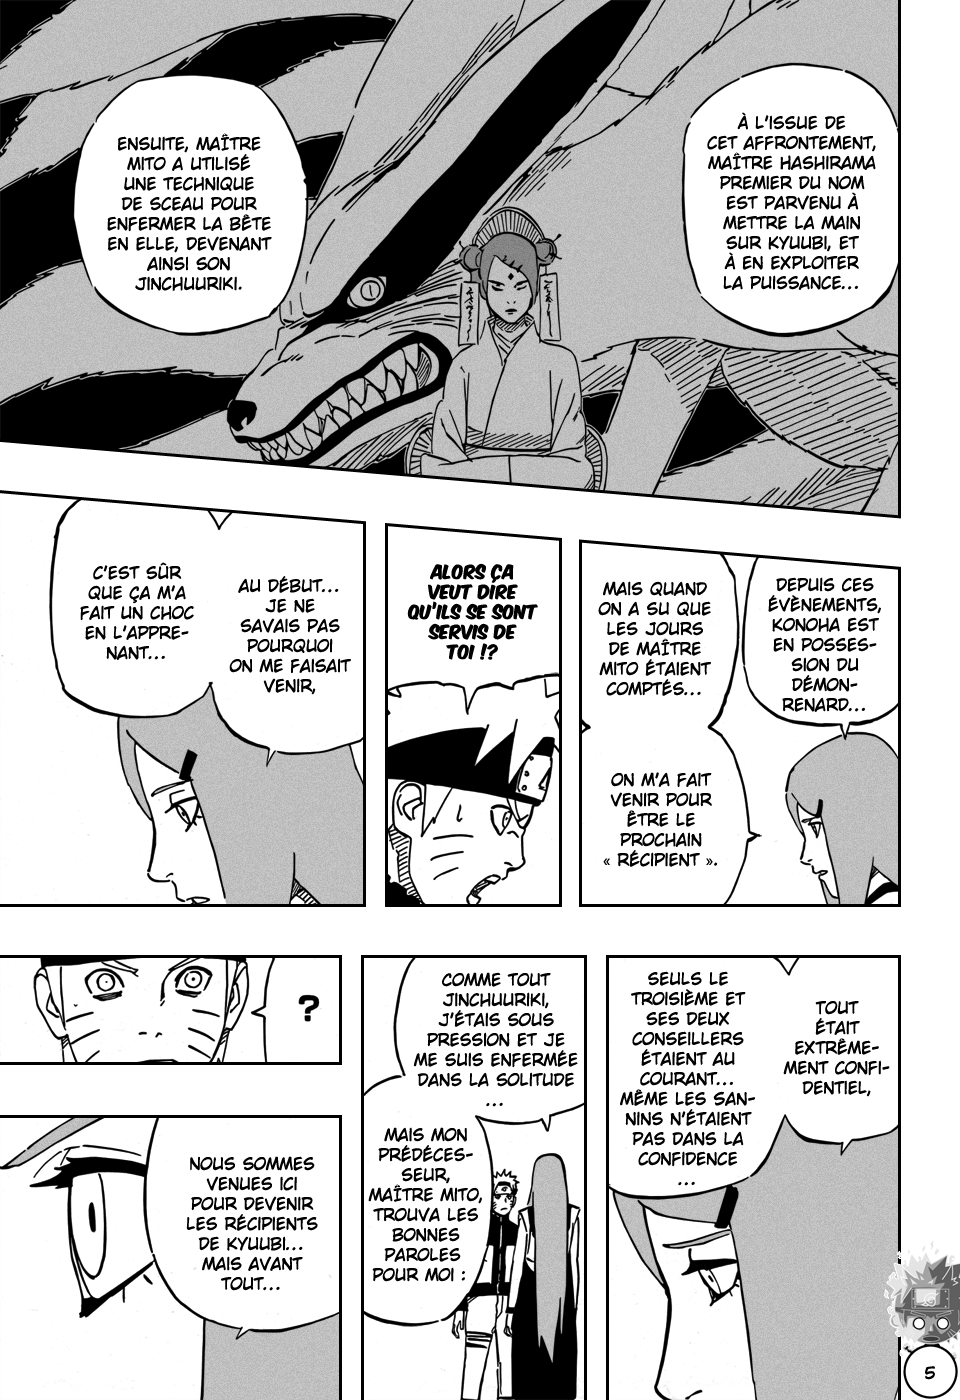 À L'ISSUE DE
CET AFFRONTEMENT,
MAÎTRE HASHIRAMA
PREMIER DU NOM
EST PARVENU À
METTRE LA MAIN
SUR KYUUBI, ET
À EN EXPLOITER
LA PUISSANCE...
ENSUITE, MAÎTRE
MITO A UTILISÉ
UNE TECHNIQUE
DE SCEAU POUR
ENFERMER LA BÊTE
EN ELLE, DEVENANT
AINSI SON
JINCHUURIKI.
DEPUIS CES
ÉVÈNEMENTS,
KONOHA EST
EN POSSES-
SION DU
DÉMON-
RENARD...
MAIS QUAND
ON A SU QUE
LES JOURS
DE MAÎTRE
MITO ÉTAIENT
COMPTÉS...
ON M'A FAIT
VENIR POUR
ÊTRE LE
PROCHAIN
« RÉCIPIENT ».
ALORS ÇA
VEUT DIRE
QU'ILS SE SONT
SERVIS DE
TOI !?
AU DÉBUT...
JE NE
SAVAIS PAS
POURQUOI
ON ME FAISAIT
VENIR,
C'EST SÛR
QUE ÇA M'A
FAIT UN CHOC
EN L'APPRE-
NANT...
TOUT
ÉTAIT
EXTRÊME-
MENT CONFI-
DENTIEL,
SEULS LE
TROISIÈME ET
SES DEUX
CONSEILLERS
ÉTAIENT AU
COURANT...
MÊME LES SAN-
NINS N'ÉTAIENT
PAS DANS LA
CONFIDENCE
...
COMME TOUT
JINCHUURIKI,
J'ÉTAIS SOUS
PRESSION ET JE
ME SUIS ENFERMÉE
DANS LA SOLITUDE
...
MAIS MON
PRÉDÉCES-
SEUR,
MAÎTRE MITO,
TROUVA LES
BONNES
PAROLES
POUR MOI :
?
NOUS SOMMES
VENUES ICI
POUR DEVENIR
LES RÉCIPIENTS
DE KYUUBI...
MAIS AVANT
TOUT...
5